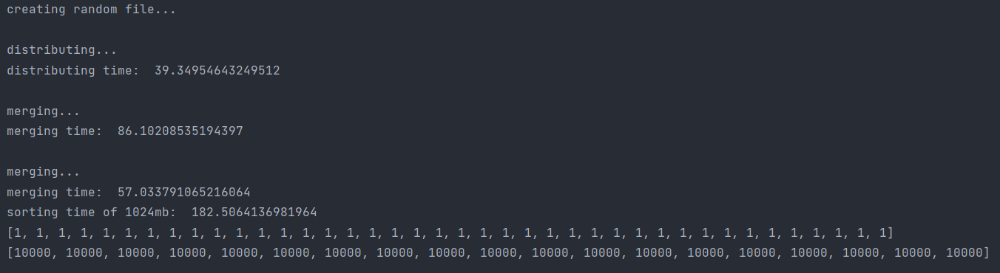 creating random file...
distributing...
distributing time:  39.34954643249512
merging...
merging time:  86.10208535194397
merging...
merging time:  57.033791065216064
sorting time of 1024mb:  182.5064136981964
[1, 1, 1, 1, 1, 1, 1, 1, 1, 1, 1, 1, 1, 1, 1, 1, 1, 1, 1, 1, 1, 1, 1, 1, 1, 1, 1, 1, 1, 1, 1, 1, 1, 1, 1, 1, 1, 1, 1, 1]
[10000, 10000, 10000, 10000, 10000, 10000, 10000, 10000, 10000, 10000, 10000, 10000, 10000, 10000, 10000, 10000, 10000, 10000, 10000]